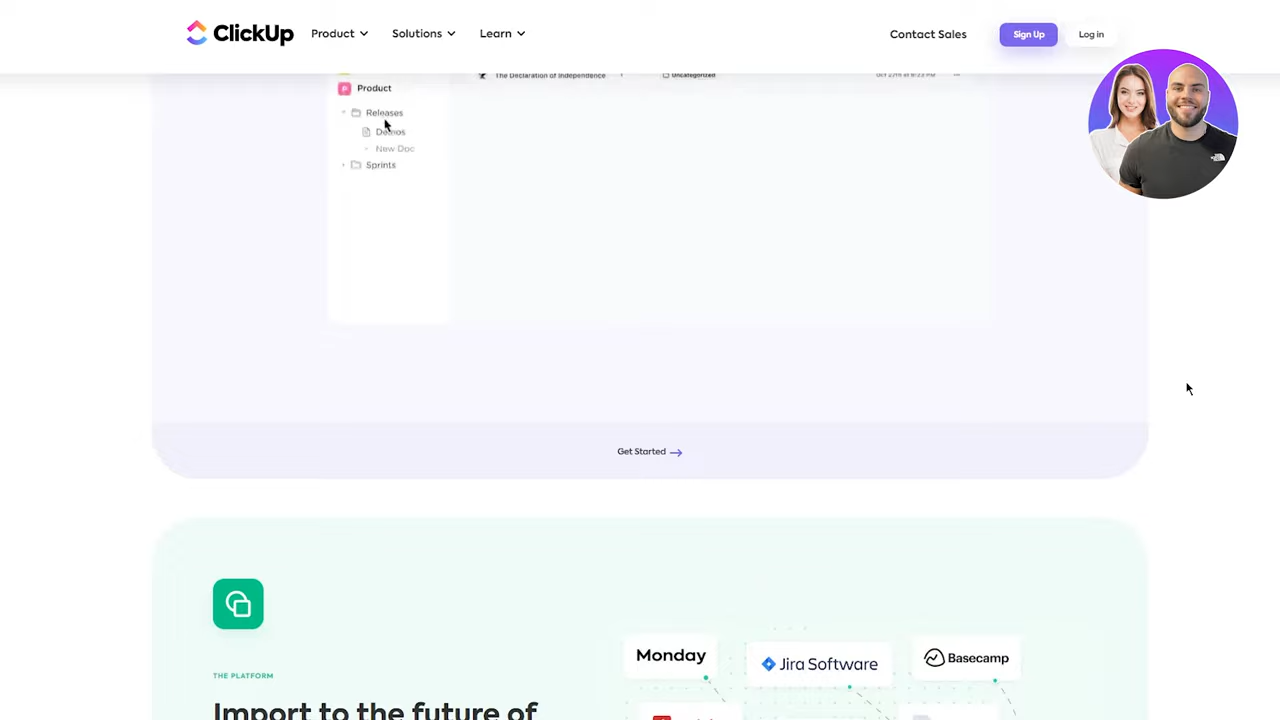 ClickUp Product Solutions Learn Contact Sales Sign Up Log in
The Declaration of Independence Uncategorized
P Product
Releases
Demos
New Doc
Sprints
Get Started
Monday Jira Software Basecamp
THE PLATFORM
Import to the future of